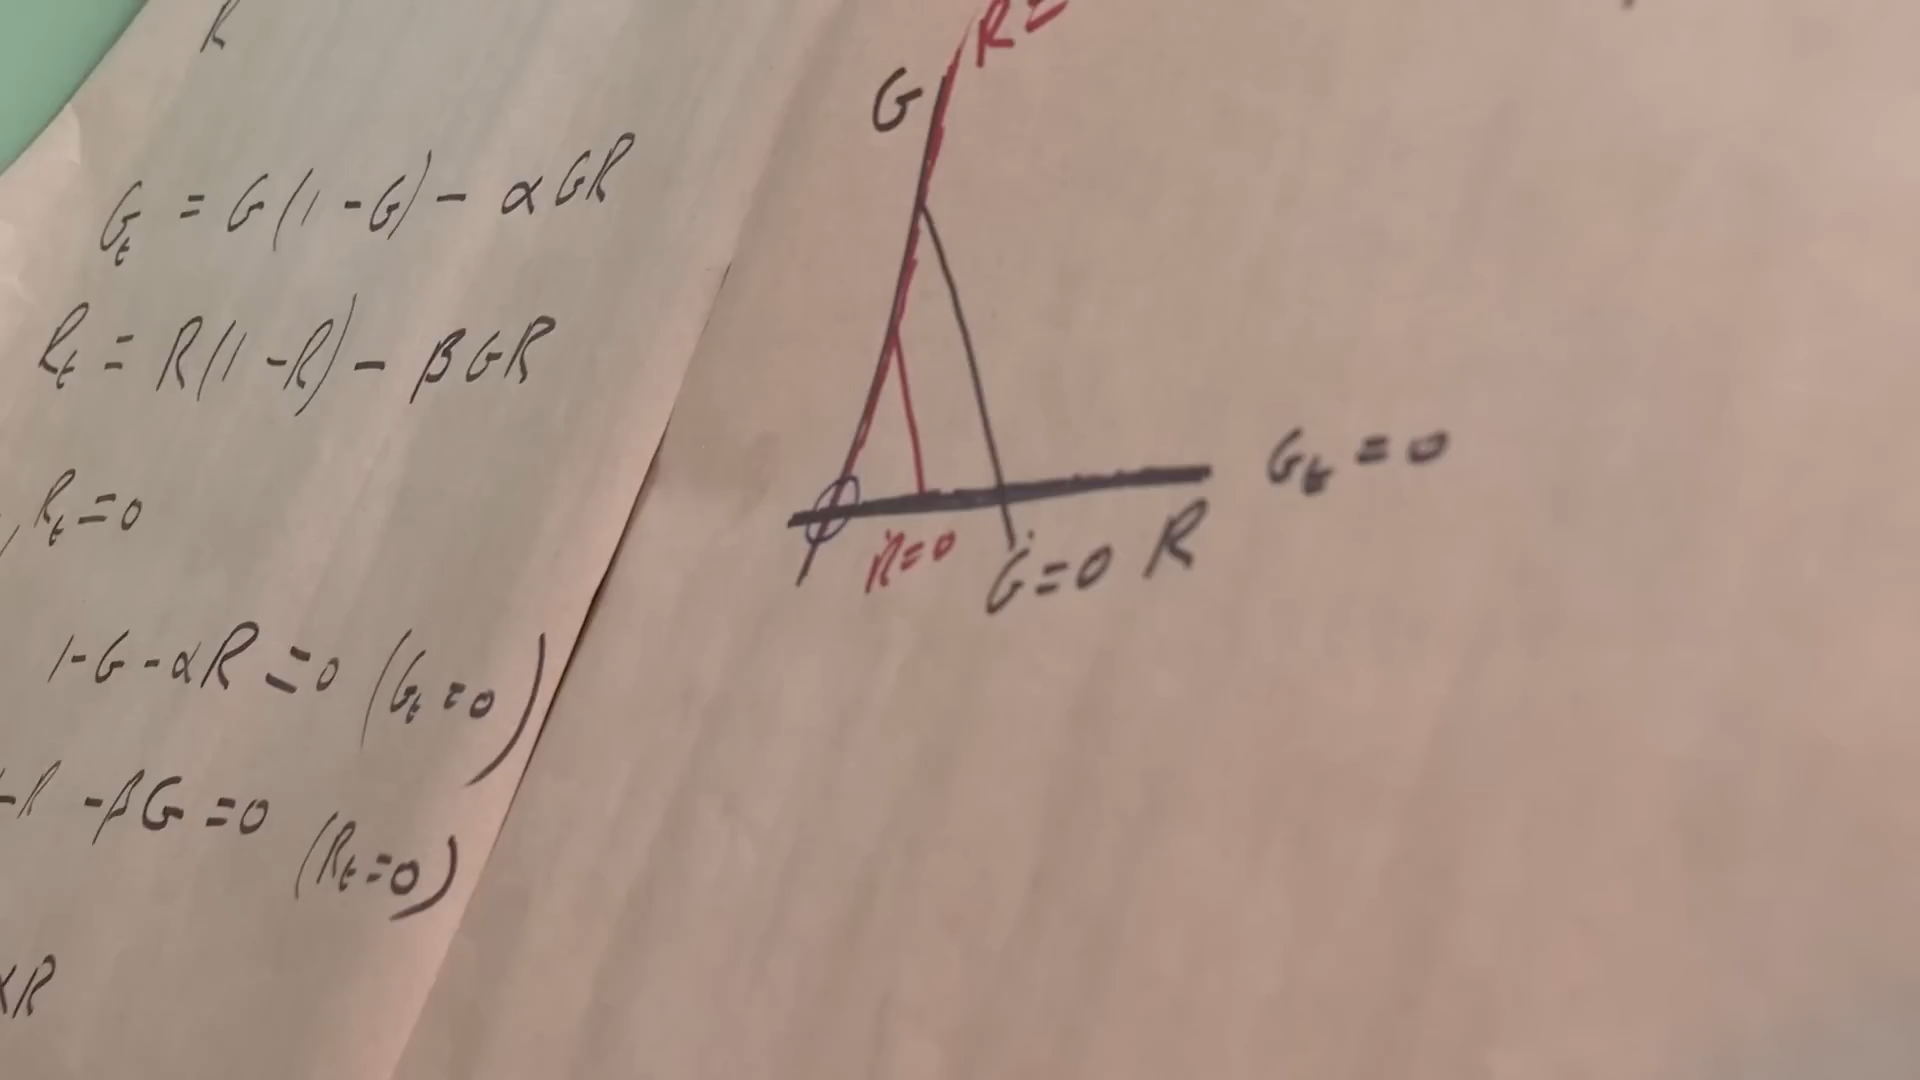 R
G_t = G(1-G) - αGR
R_t = R(1-R) - βGR
, R_t=0
1-G-αR=0 (G_t=0)
-R -βG=0 (R_t=0)
αR
R=
G
G_t=0
Ṙ=0
Ġ=0
R